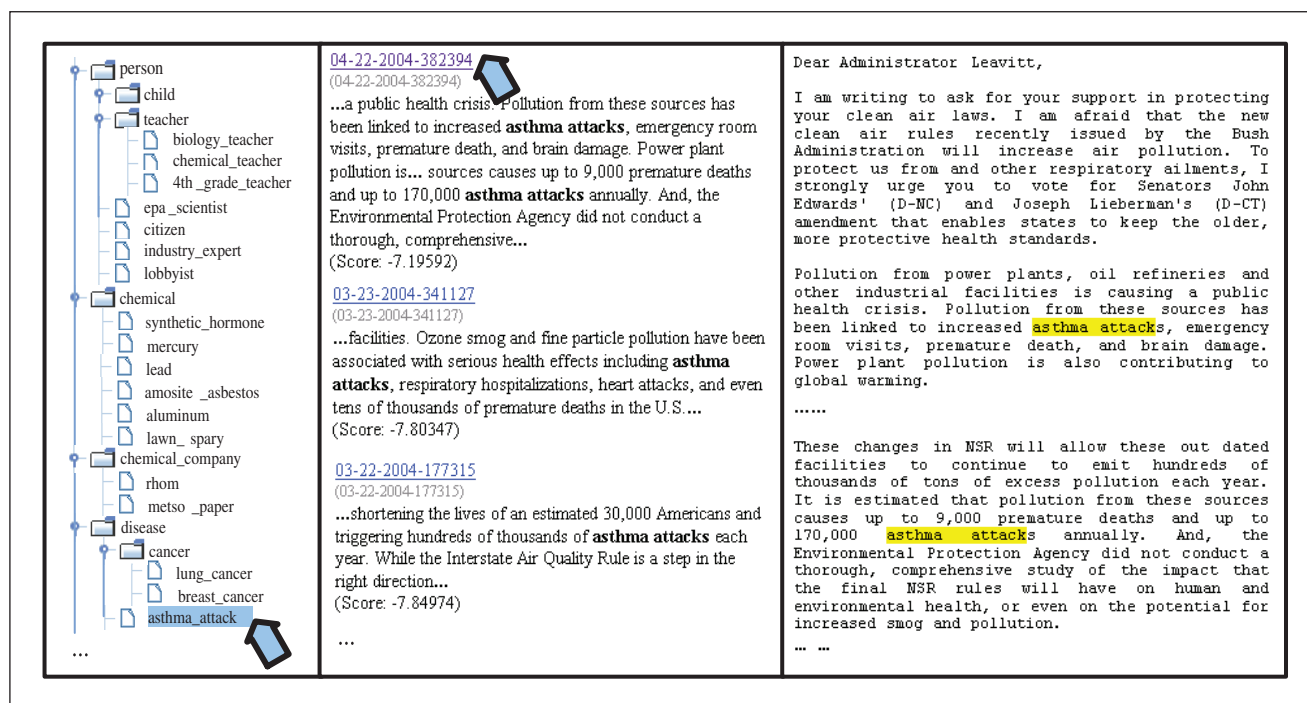 person
child
teacher
biology_teacher
chemical_teacher
4th _grade_teacher
epa _scientist
citizen
industry_expert
lobbyist
chemical
synthetic_hormone
mercury
lead
amosite _asbestos
aluminum
lawn_ spary
chemical_company
rhom
metso _paper
disease
cancer
lung_cancer
breast_cancer
asthma_attack
...
04-22-2004-382394
(04-22-2004-382394)
...a public health crisis. Pollution from these sources has
been linked to increased asthma attacks, emergency room
visits, premature death, and brain damage. Power plant
pollution is... sources causes up to 9,000 premature deaths
and up to 170,000 asthma attacks annually. And, the
Environmental Protection Agency did not conduct a
thorough, comprehensive...
(Score: -7.19592)
03-23-2004-341127
(03-23-2004-341127)
...facilities. Ozone smog and fine particle pollution have been
associated with serious health effects including asthma
attacks, respiratory hospitalizations, heart attacks, and even
tens of thousands of premature deaths in the U.S....
(Score: -7.80347)
03-22-2004-177315
(03-22-2004-177315)
...shortening the lives of an estimated 30,000 Americans and
triggering hundreds of thousands of asthma attacks each
year. While the Interstate Air Quality Rule is a step in the
right direction...
(Score: -7.84974)
...
Dear Administrator Leavitt,
I am writing to ask for your support in protecting
your clean air laws. I am afraid that the new
clean air rules recently issued by the Bush
Administration will increase air pollution. To
protect us from and other respiratory ailments, I
strongly urge you to vote for Senators John
Edwards' (D-NC) and Joseph Lieberman's (D-CT)
amendment that enables states to keep the older,
more protective health standards.
Pollution from power plants, oil refineries and
other industrial facilities is causing a public
health crisis. Pollution from these sources has
been linked to increased asthma attacks, emergency
room visits, premature death, and brain damage.
Power plant pollution is also contributing to
global warming.
......
These changes in NSR will allow these out dated
facilities to continue to emit hundreds of
thousands of tons of excess pollution each year.
It is estimated that pollution from these sources
causes up to 9,000 premature deaths and up to
170,000 asthma attacks annually. And, the
Environmental Protection Agency did not conduct a
thorough, comprehensive study of the impact that
the final NSR rules will have on human and
environmental health, or even on the potential for
increased smog and pollution.
... ...